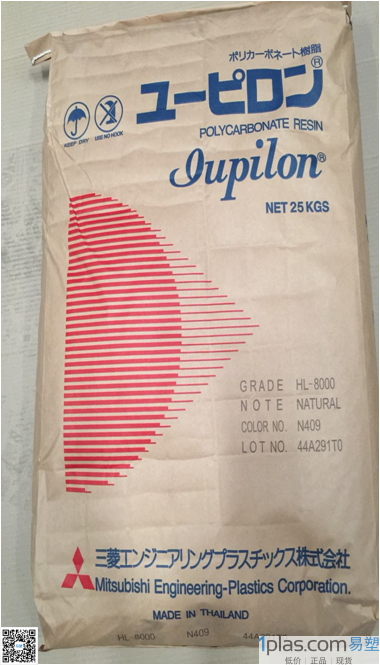 ポリカーボネート樹脂
ユーピロン®
KEEP DRY
USE NO HOOK
POLYCARBONATE RESIN
Iupilon®
NET 25 KGS
GRADE HL-8000
NOTE NATURAL
COLOR NO. N409
LOT NO. 44A291T0
三菱エンジニアリングプラスチックス株式会社
Mitsubishi Engineering-Plastics Corporation.
MADE IN THAILAND
HL-8000 N409
1plas.com易塑
低价 | 正品 | 现货